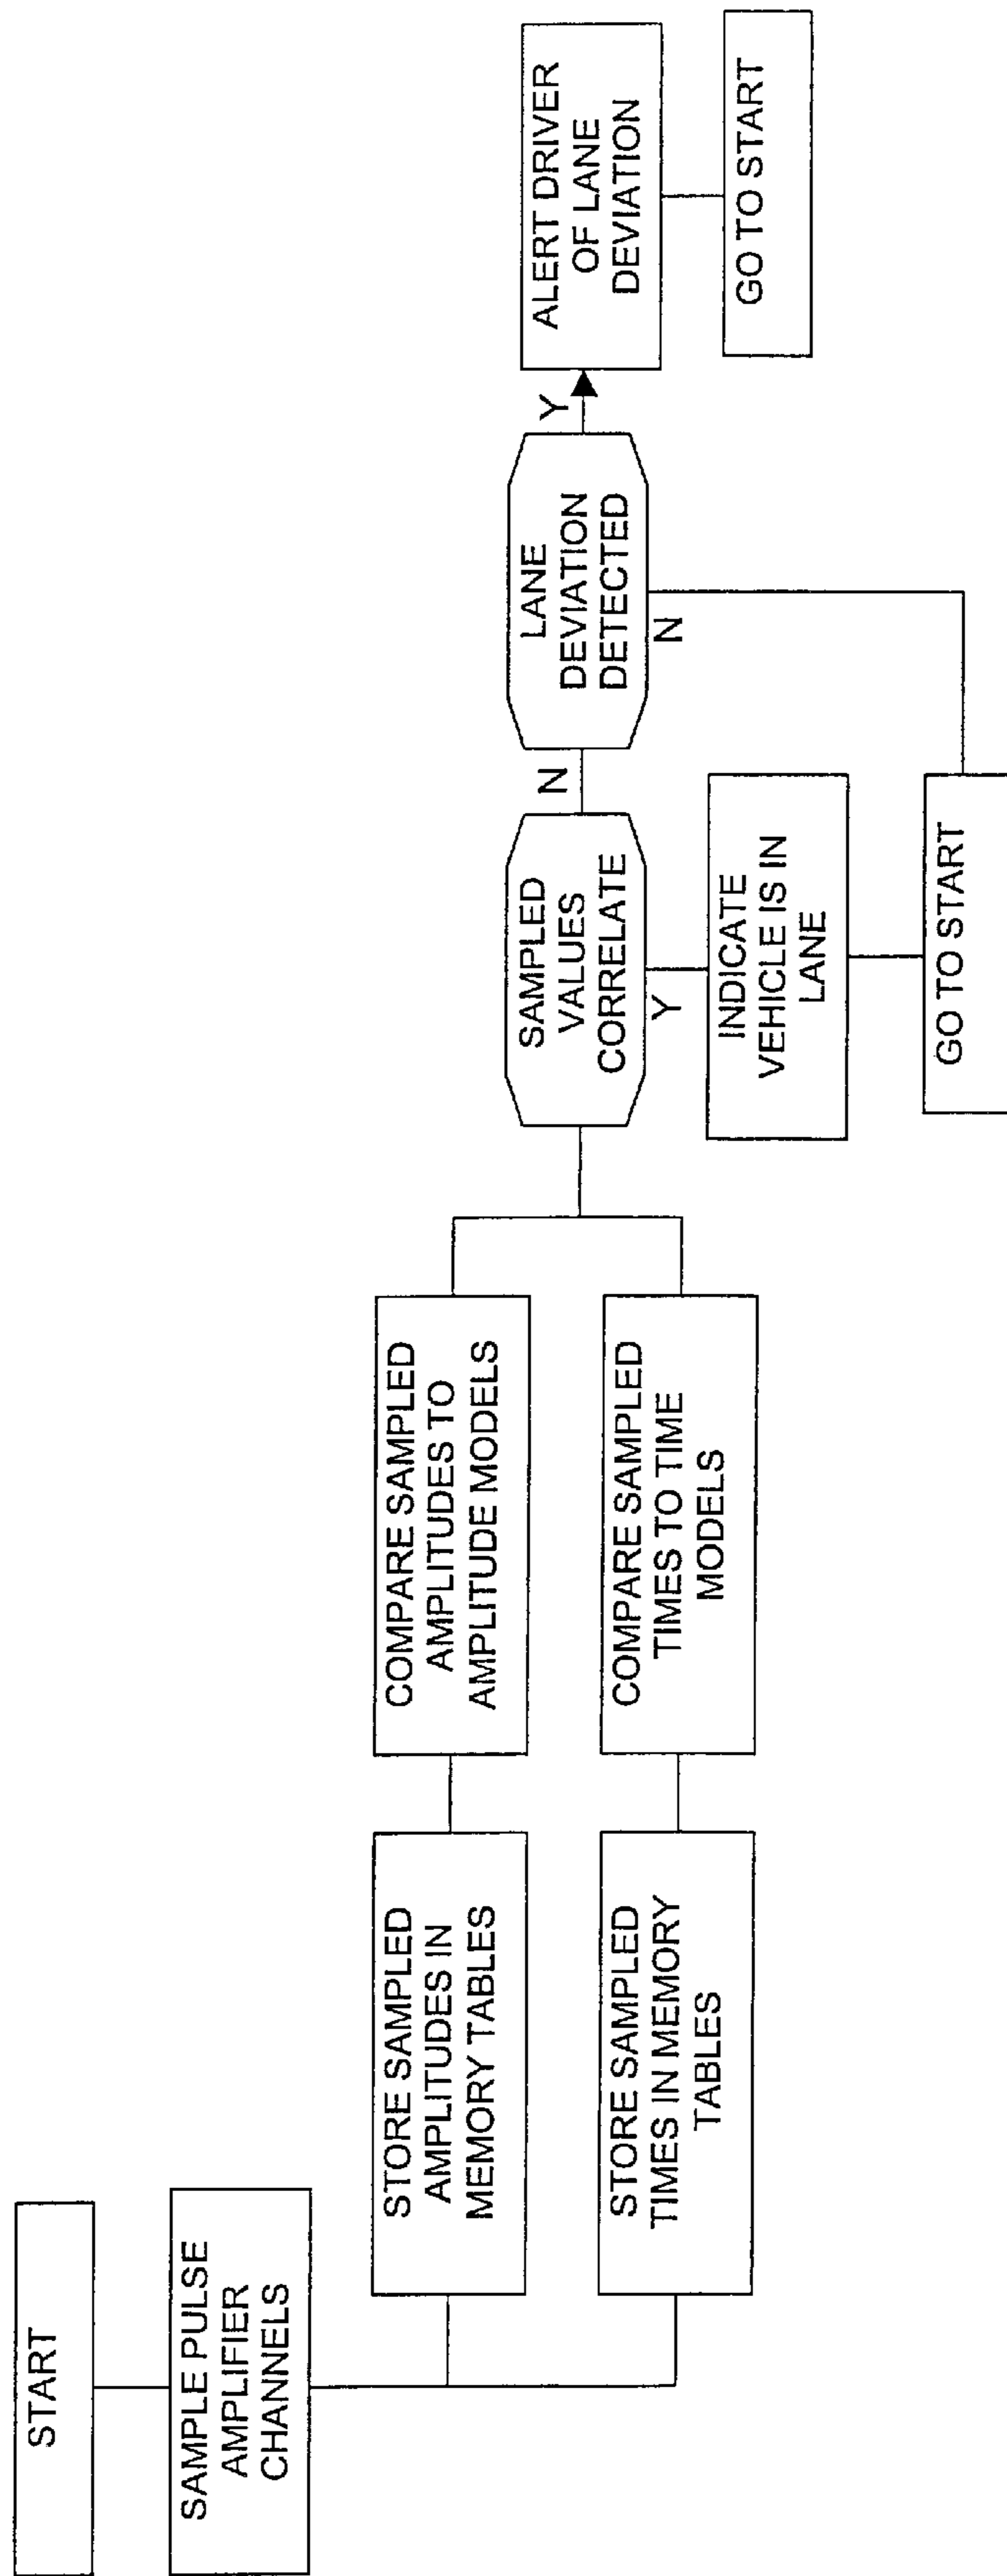 START
SAMPLE PULSE
AMPLIFIER
CHANNELS
STORE SAMPLED
AMPLITUDES IN
MEMORY TABLES
STORE SAMPLED
TIMES IN MEMORY
TABLES
COMPARE SAMPLED
AMPLITUDES TO
AMPLITUDE MODELS
COMPARE SAMPLED
TIMES TO TIME
MODELS
SAMPLED
VALUES
CORRELATE
Y
N
INDICATE
VEHICLE IS IN
LANE
GO TO START
LANE
DEVIATION
DETECTED
N
Y
ALERT DRIVER
OF LANE
DEVIATION
GO TO START